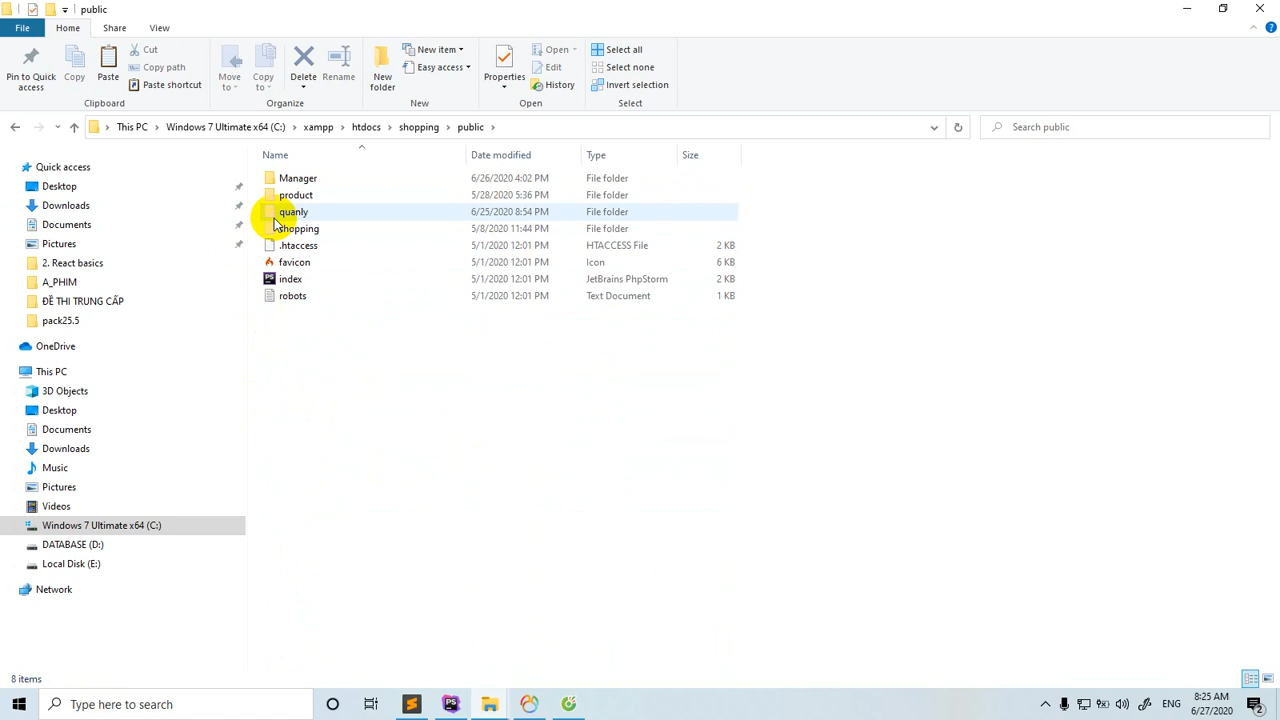 public
File Home Share View
Pin to Quick access
Copy
Paste
Cut
Copy path
Paste shortcut
Clipboard
Move to
Copy to
Delete
Rename
Organize
New folder
New item
Easy access
New
Properties
Open
Edit
History
Open
Select all
Select none
Invert selection
Select
This PC Windows 7 Ultimate x64 (C:) xampp htdocs shopping public
Search public
Name Date modified Type Size
Manager 6/26/2020 4:02 PM File folder
product 5/28/2020 5:36 PM File folder
quanly 6/25/2020 8:54 PM File folder
shopping 5/8/2020 11:44 PM File folder
.htaccess 5/1/2020 12:01 PM HTACCESS File 2 KB
favicon 5/1/2020 12:01 PM Icon 6 KB
index 5/1/2020 12:01 PM JetBrains PhpStorm 2 KB
robots 5/1/2020 12:01 PM Text Document 1 KB
Quick access
Desktop
Downloads
Documents
Pictures
2. React basics
A_PHIM
ĐỀ THI TRUNG CẤP
pack25.5
OneDrive
This PC
3D Objects
Desktop
Documents
Downloads
Music
Pictures
Videos
Windows 7 Ultimate x64 (C:)
DATABASE (D:)
Local Disk (E:)
Network
8 items
Type here to search
ENG
8:25 AM
6/27/2020
2